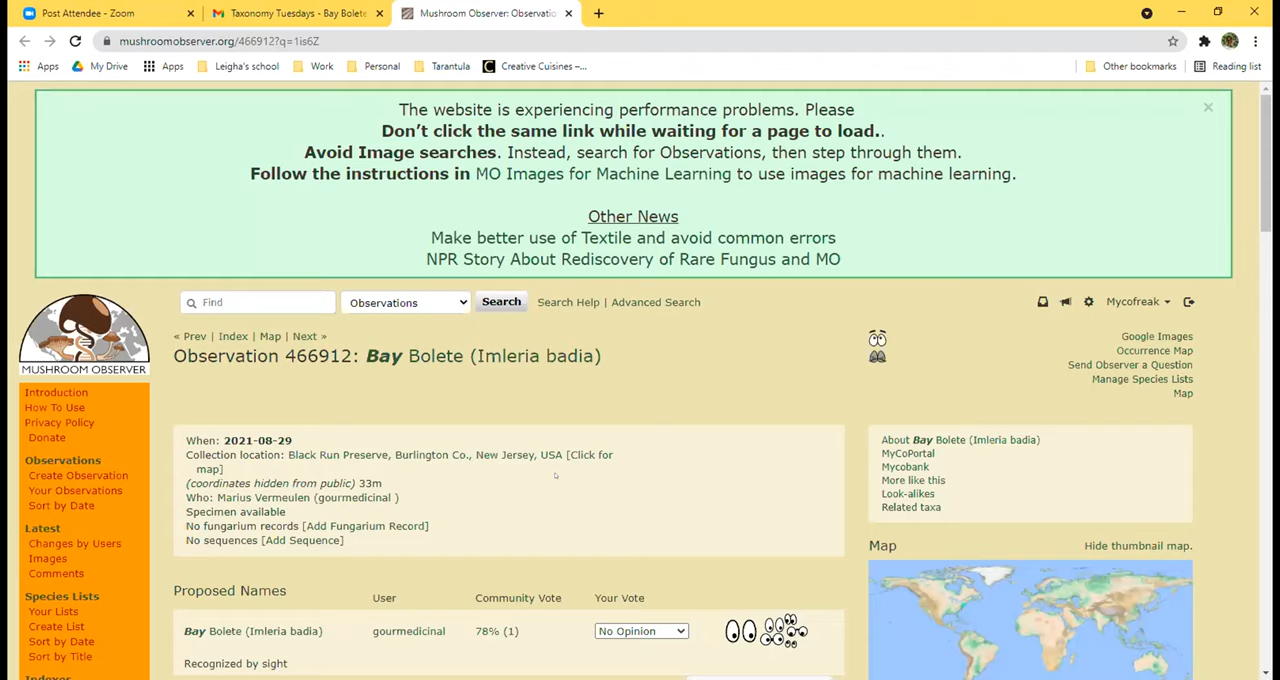 Post Attendee - Zoom
Taxonomy Tuesdays - Bay Bolete
Mushroom Observer: Observatio
mushroomobserver.org/466912?q=1is6Z
Apps
My Drive
Apps
Leigha's school
Work
Personal
Tarantula
Creative Cuisines –...
Other bookmarks
Reading list
The website is experiencing performance problems. Please
Don't click the same link while waiting for a page to load..
Avoid Image searches. Instead, search for Observations, then step through them.
Follow the instructions in MO Images for Machine Learning to use images for machine learning.
Other News
Make better use of Textile and avoid common errors
NPR Story About Rediscovery of Rare Fungus and MO
Find
Observations
Search
Search Help | Advanced Search
Mycofreak
« Prev | Index | Map | Next »
Observation 466912: Bay Bolete (Imleria badia)
Google Images
Occurrence Map
Send Observer a Question
Manage Species Lists
Map
MUSHROOM OBSERVER
Introduction
How To Use
Privacy Policy
Donate
Observations
Create Observation
Your Observations
Sort by Date
Latest
Changes by Users
Images
Comments
Species Lists
Your Lists
Create List
Sort by Date
Sort by Title
When: 2021-08-29
Collection location: Black Run Preserve, Burlington Co., New Jersey, USA [Click for
map]
(coordinates hidden from public) 33m
Who: Marius Vermeulen (gourmedicinal )
Specimen available
No fungarium records [Add Fungarium Record]
No sequences [Add Sequence]
About Bay Bolete (Imleria badia)
MyCoPortal
Mycobank
More like this
Look-alikes
Related taxa
Map
Hide thumbnail map.
Proposed Names
User
Community Vote
Your Vote
Bay Bolete (Imleria badia)
gourmedicinal
78% (1)
No Opinion
Recognized by sight